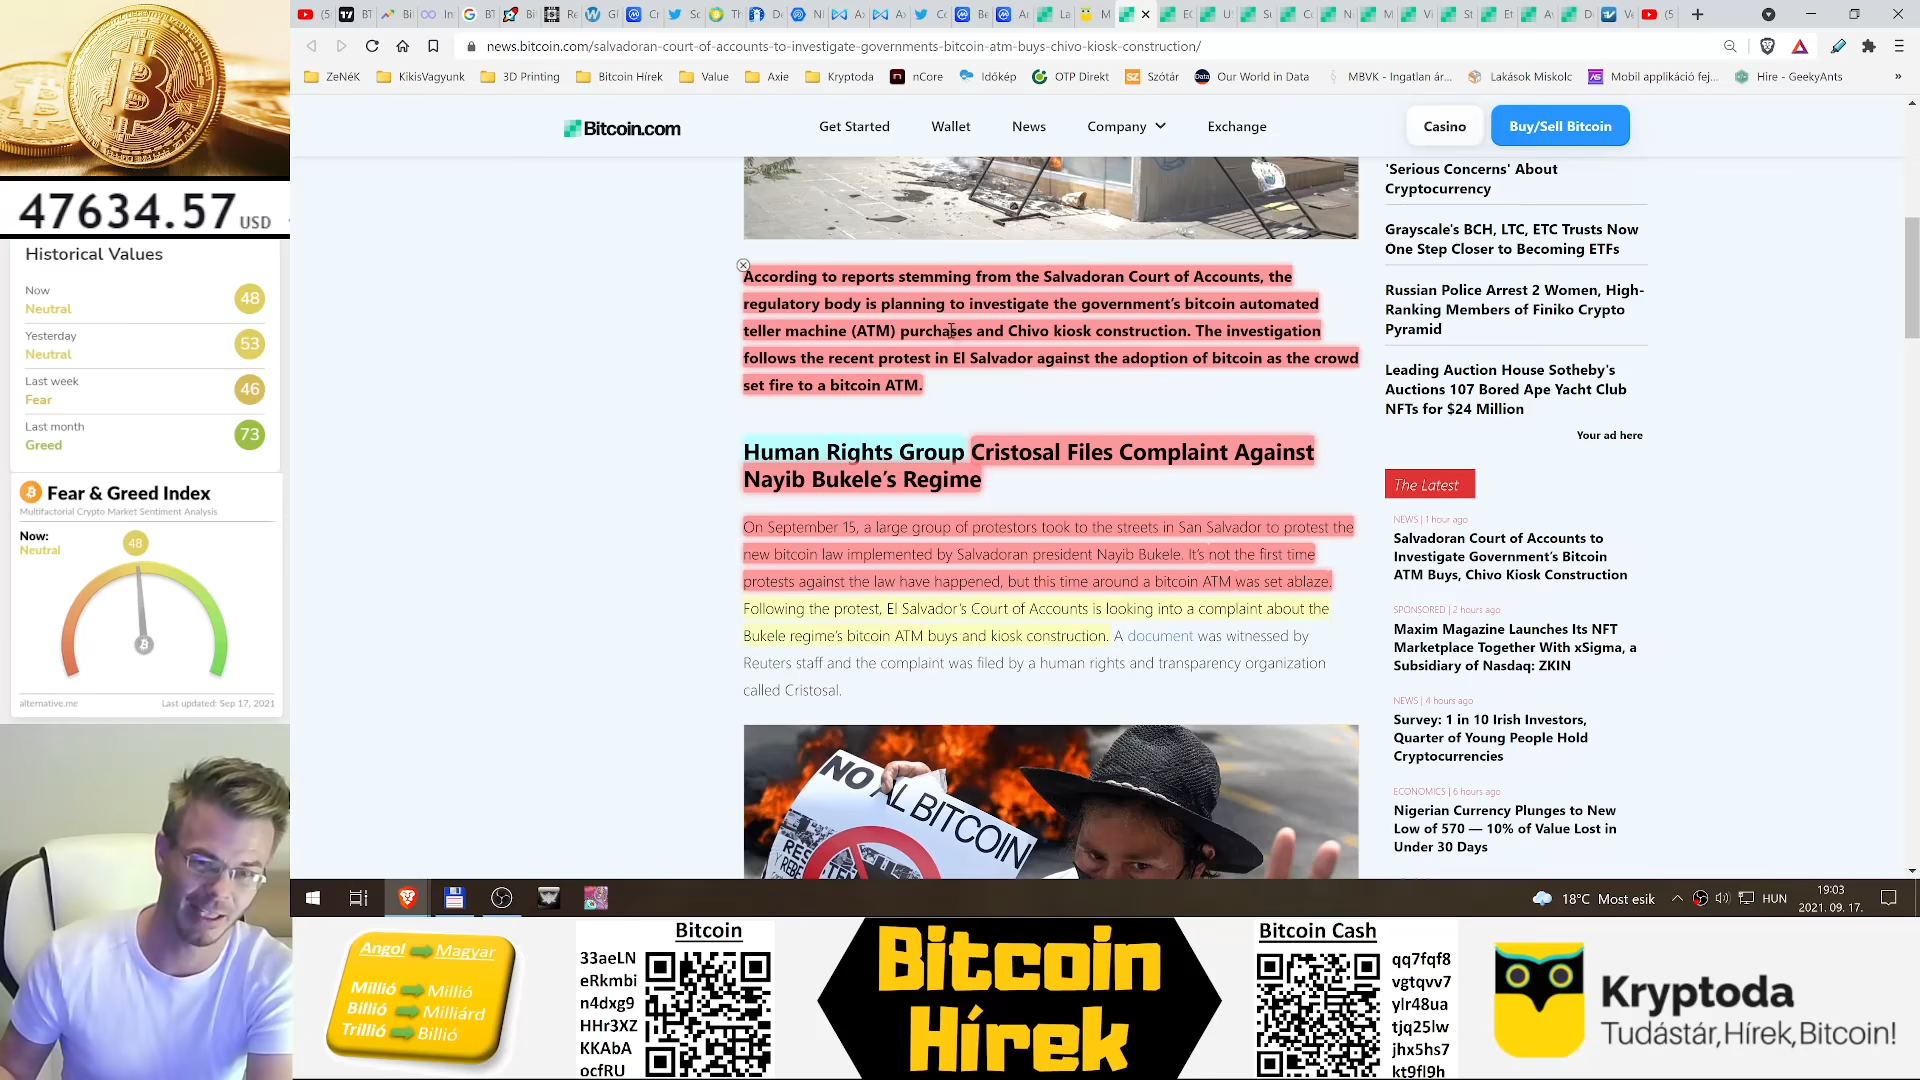 47634.57 USD
Historical Values
Now
Neutral
48
Yesterday
Neutral
53
Last week
Fear
46
Last month
Greed
73
Fear & Greed Index
Multifactorial Crypto Market Sentiment Analysis
Now:
Neutral
48
alternative.me
Last updated: Sep 17, 2021
news.bitcoin.com/salvadoran-court-of-accounts-to-investigate-governments-bitcoin-atm-buys-chivo-kiosk-construction/
ZeNéK
KikisVagyunk
3D Printing
Bitcoin Hírek
Value
Axie
Kryptoda
nCore
Időkép
OTP Direkt
Szótár
Our World in Data
MBVK - Ingatlan ár...
Lakások Miskolc
Mobil applikáció fej...
Hire - GeekyAnts
»
Bitcoin.com
Get Started
Wallet
News
Company
Exchange
Casino
Buy/Sell Bitcoin
According to reports stemming from the Salvadoran Court of Accounts, the
regulatory body is planning to investigate the government's bitcoin automated
teller machine (ATM) purchases and Chivo kiosk construction. The investigation
follows the recent protest in El Salvador against the adoption of bitcoin as the crowd
set fire to a bitcoin ATM.
Human Rights Group Cristosal Files Complaint Against
Nayib Bukele's Regime
On September 15, a large group of protestors took to the streets in San Salvador to protest the
new bitcoin law implemented by Salvadoran president Nayib Bukele. It's not the first time
protests against the law have happened, but this time around a bitcoin ATM was set ablaze.
Following the protest, El Salvador's Court of Accounts is looking into a complaint about the
Bukele regime's bitcoin ATM buys and kiosk construction. A document was witnessed by
Reuters staff and the complaint was filed by a human rights and transparency organization
called Cristosal.
NO AL BITCOIN
'Serious Concerns' About
Cryptocurrency
Grayscale's BCH, LTC, ETC Trusts Now
One Step Closer to Becoming ETFs
Russian Police Arrest 2 Women, High-
Ranking Members of Finiko Crypto
Pyramid
Leading Auction House Sotheby's
Auctions 107 Bored Ape Yacht Club
NFTs for $24 Million
Your ad here
The Latest
NEWS | 1 hour ago
Salvadoran Court of Accounts to
Investigate Government's Bitcoin
ATM Buys, Chivo Kiosk Construction
SPONSORED | 2 hours ago
Maxim Magazine Launches Its NFT
Marketplace Together With xSigma, a
Subsidiary of Nasdaq: ZKIN
NEWS | 4 hours ago
Survey: 1 in 10 Irish Investors,
Quarter of Young People Hold
Cryptocurrencies
ECONOMICS | 6 hours ago
Nigerian Currency Plunges to New
Low of 570 — 10% of Value Lost in
Under 30 Days
18°C Most esik
HUN
19:03
2021. 09. 17.
Angol Magyar
Millió Millió
Billió Milliárd
Trillió Billió
Bitcoin
33aeLN
eRkmbi
n4dxg9
HHr3XZ
KKAbA
ocfRU
Bitcoin
Hírek
Bitcoin Cash
qq7fqf8
vgtqvv7
ylr48ua
tjq25lw
jhx5hs7
kt9fl9h
Kryptoda
Tudástár,Hírek,Bitcoin!